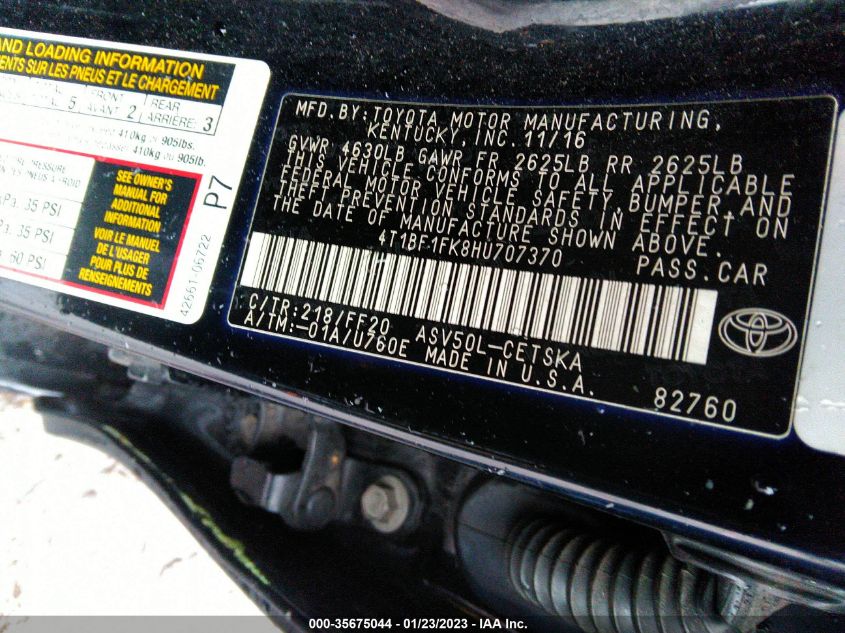 AND LOADING INFORMATION
ENTS SUR LES PNEUS ET LE CHARGEMENT
5
FRONT
AVANT
2
REAR
ARRIÈRE:
3
410kg or 905lbs.
410kg ou 905lb.
PRESSURE
35 PSI
35 PSI
60 PSI
SEE OWNER'S
MANUAL FOR
ADDITIONAL
INFORMATION
VOIR LE MANUEL
DE L'USAGER
POUR PLUS DE
RENSEIGNEMENTS
P7
42661-06722
MFD.BY:TOYOTA MOTOR MANUFACTURING,
KENTUCKY,INC.11/16
GVWR 4630LB GAWR FR 2625LB RR 2625LB
THIS VEHICLE CONFORMS TO ALL APPLICABLE
FEDERAL MOTOR VEHICLE SAFETY,BUMPER,AND
THEFT PREVENTION STANDARDS IN EFFECT ON
THE DATE OF MANUFACTURE SHOWN ABOVE.
4T1BF1FK8HU707370
PASS.CAR
C/TR:218/FF20 ASV50L-CETSKA
A/TM:-01A/U760E MADE IN U.S.A.
82760
000-35675044 / 01/23/2023 - IAA Inc.